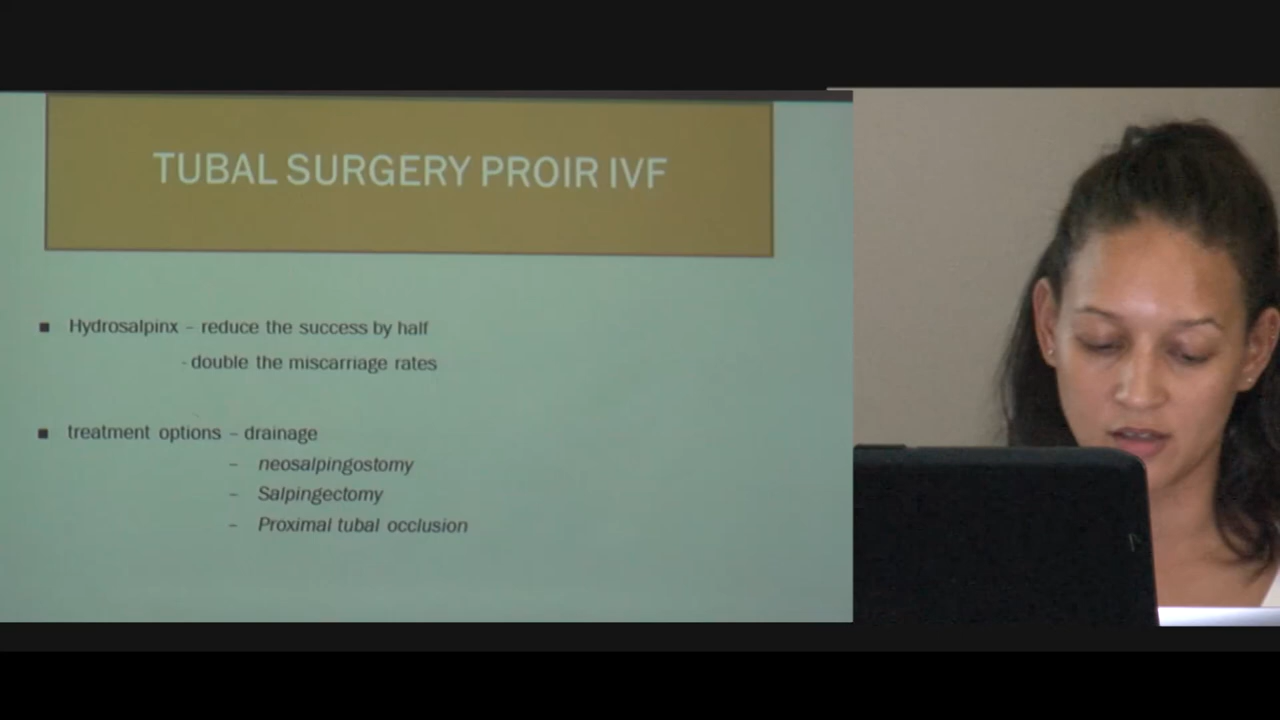 TUBAL SURGERY PROIR IVF
■ Hydrosalpinx – reduce the success by half
- double the miscarriage rates
■ treatment options – drainage
– neosalpingostomy
– Salpingectomy
– Proximal tubal occlusion